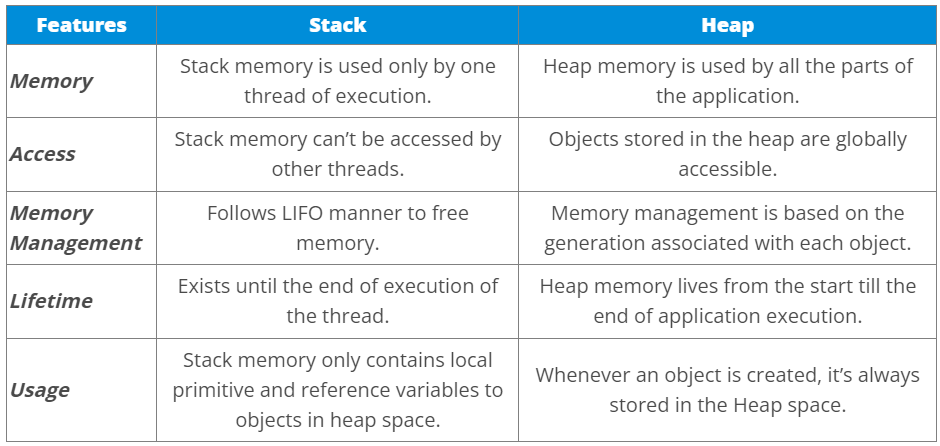 Features Stack Heap
Memory
Stack memory is used only by one
thread of execution.
Heap memory is used by all the parts of
the application.
Access
Stack memory can’t be accessed by
other threads.
Objects stored in the heap are globally
accessible.
Memory
Management
Follows LIFO manner to free
memory.
Memory management is based on the
generation associated with each object.
Lifetime
Exists until the end of execution of
the thread.
Heap memory lives from the start till the
end of application execution.
Usage
Stack memory only contains local
primitive and reference variables to
objects in heap space.
Whenever an object is created, it’s always
stored in the Heap space.